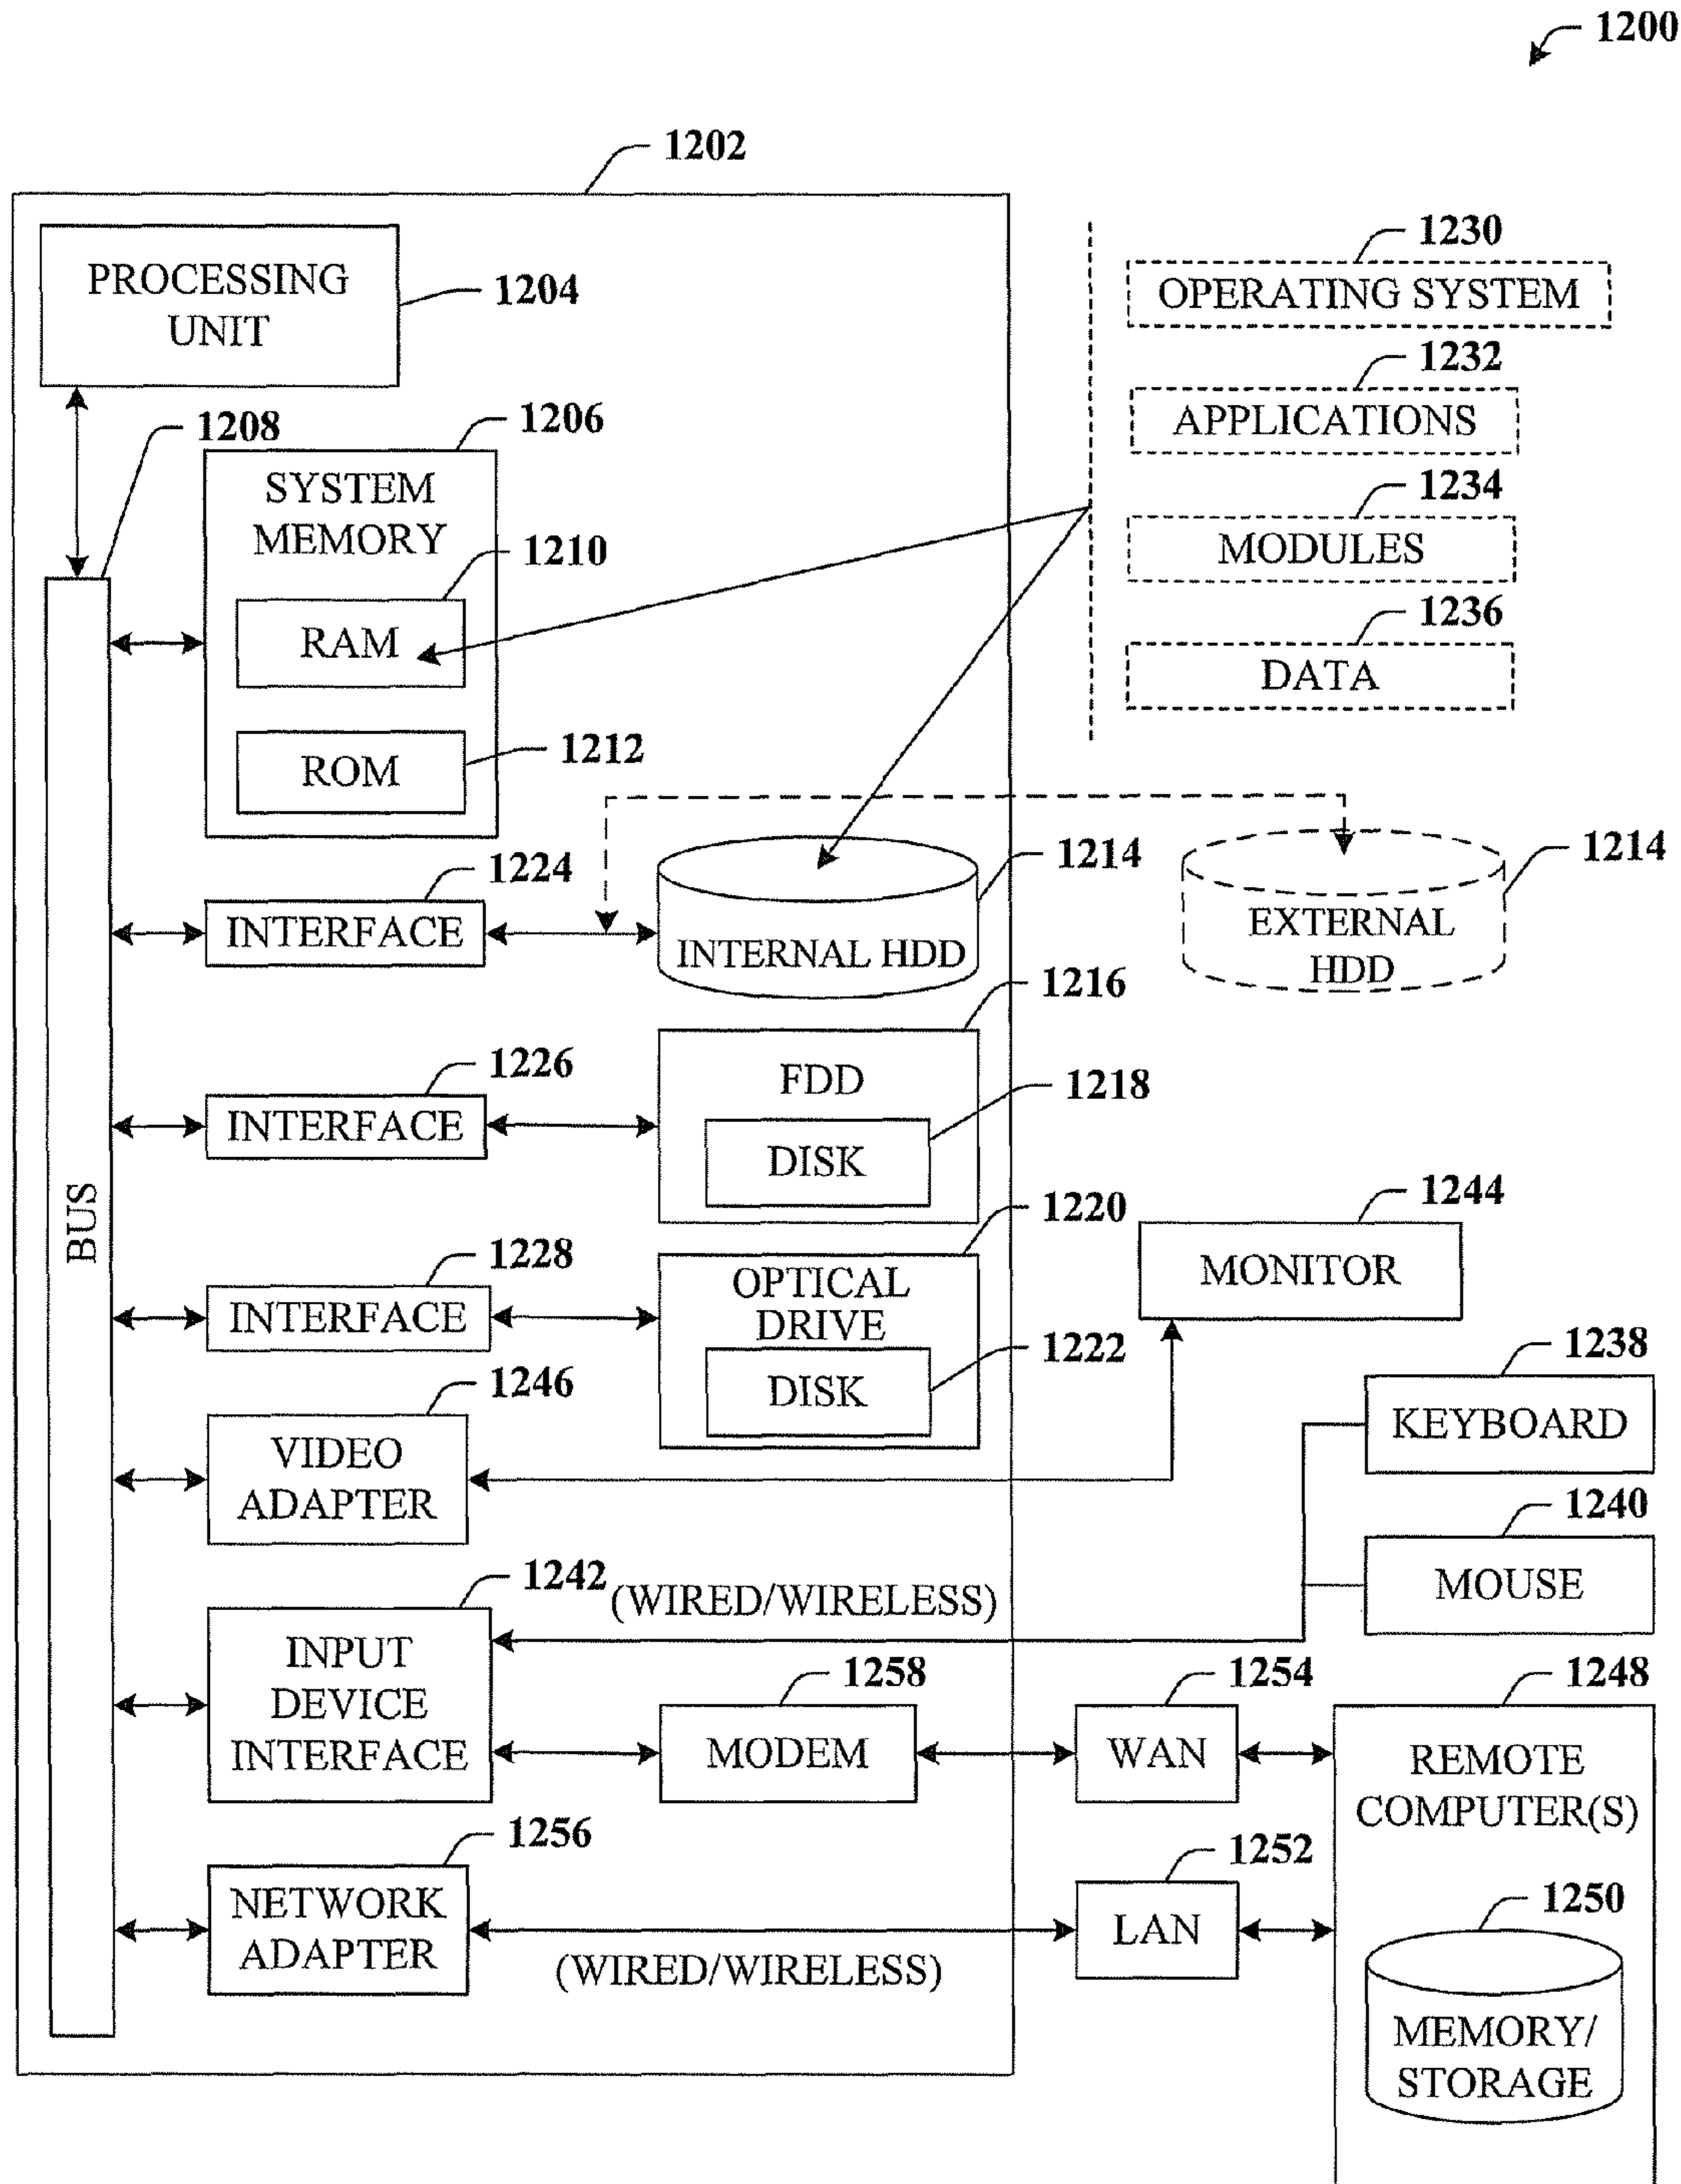 1200
1202
PROCESSING
UNIT
1204
1208
1206
SYSTEM
MEMORY
1210
RAM
1212
ROM
1230
OPERATING SYSTEM
1232
APPLICATIONS
1234
MODULES
1236
DATA
1224
INTERFACE
1214
INTERNAL HDD
1214
EXTERNAL
HDD
1216
1226
INTERFACE
FDD
1218
DISK
BUS
1220
1228
INTERFACE
OPTICAL
DRIVE
1222
DISK
1244
MONITOR
1246
VIDEO
ADAPTER
1238
KEYBOARD
1240
MOUSE
1242
(WIRED/WIRELESS)
INPUT
DEVICE
INTERFACE
1258
MODEM
1254
WAN
1248
REMOTE
COMPUTER(S)
1256
NETWORK
ADAPTER
(WIRED/WIRELESS)
1252
LAN
1250
MEMORY/
STORAGE